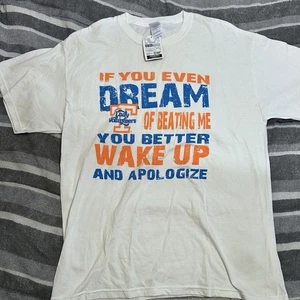 IF YOU EVEN
DREAM
T
OF BEATING ME
YOU BETTER
WAKE UP
AND APOLOGIZE